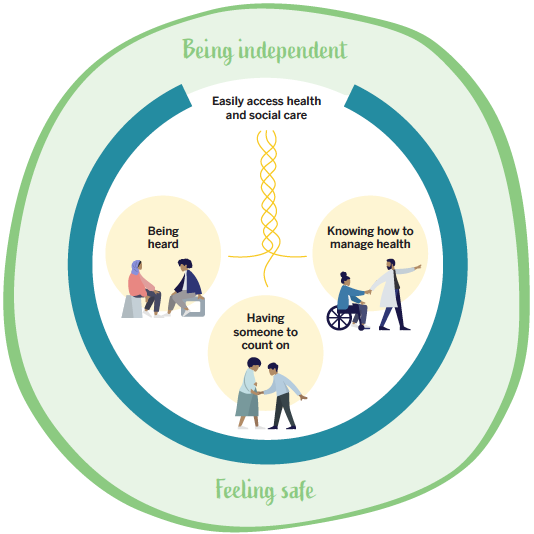 Being independent
Easily access health
and social care
Being
heard
Knowing how to
manage health
Having
someone to
count on
Feeling safe